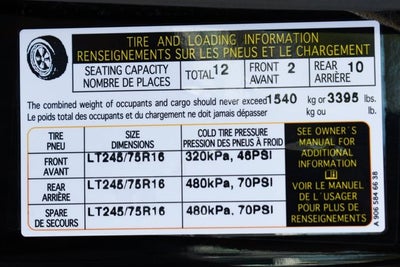 TIRE AND LOADING INFORMATION
RENSEIGNEMENTS SUR LES PNEUS ET LE CHARGEMENT
SEATING CAPACITY
NOMBRE DE PLACES
TOTAL 12
FRONT
AVANT 2
REAR
ARRIÈRE 10
The combined weight of occupants and cargo should never exceed 1540 kg or 3395 lbs.
Le poids total des occupants et du chargement ne doit jamais dépasser kg ou lb.
TIRE
PNEU
SIZE
DIMENSIONS
COLD TIRE PRESSURE
PRESSION DES PNEUS À FROID
FRONT
AVANT
LT245/75R16
320kPa, 46PSI
REAR
ARRIÈRE
LT245/75R16
480kPa, 70PSI
SPARE
DE SECOURS
LT245/75R16
480kPa, 70PSI
SEE OWNER´S
MANUAL FOR
ADDITIONAL
INFORMATION
VOIR LE MANUEL
DE L´USAGER
POUR PLUS DE
RENSEIGNEMENTS
A 906 584 66 38